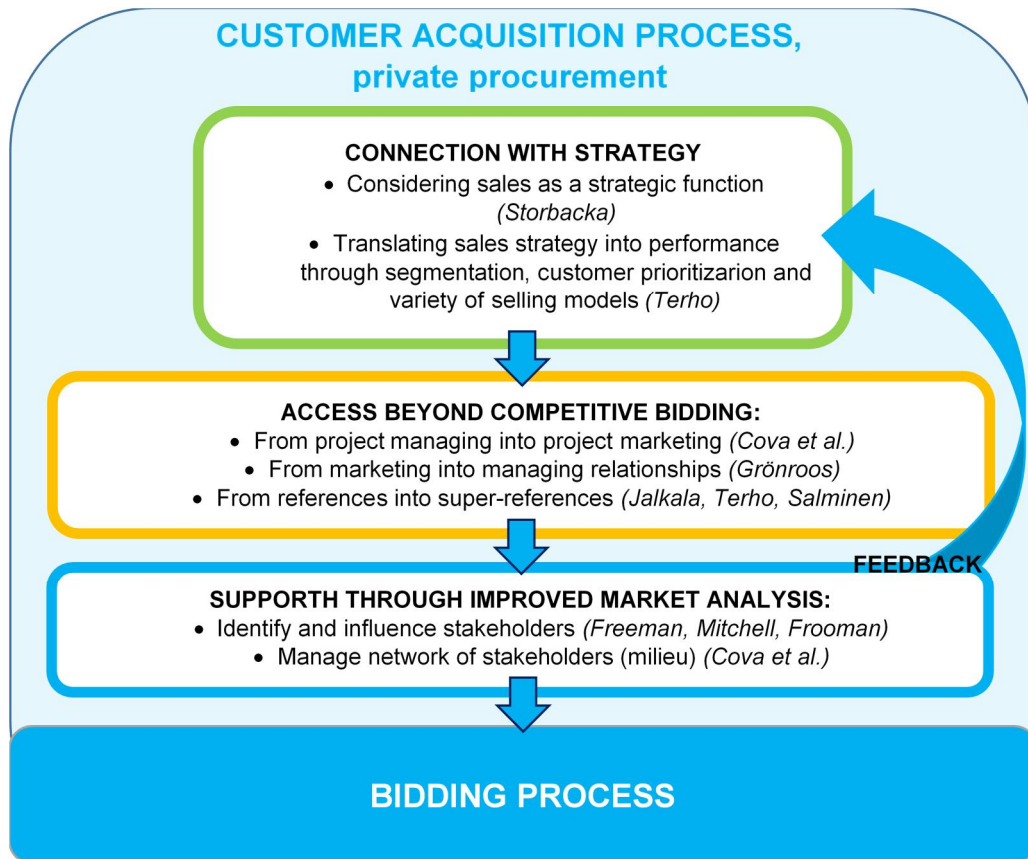 CUSTOMER ACQUISITION PROCESS,
private procurement
CONNECTION WITH STRATEGY
• Considering sales as a strategic function
(Storbacka)
• Translating sales strategy into performance
through segmentation, customer prioritizarion and
variety of selling models (Terho)
ACCESS BEYOND COMPETITIVE BIDDING:
• From project managing into project marketing (Cova et al.)
• From marketing into managing relationships (Grönroos)
• From references into super-references (Jalkala, Terho, Salminen)
FEEDBACK
SUPPORTH THROUGH IMPROVED MARKET ANALYSIS:
• Identify and influence stakeholders (Freeman, Mitchell, Frooman)
• Manage network of stakeholders (milieu) (Cova et al.)
BIDDING PROCESS